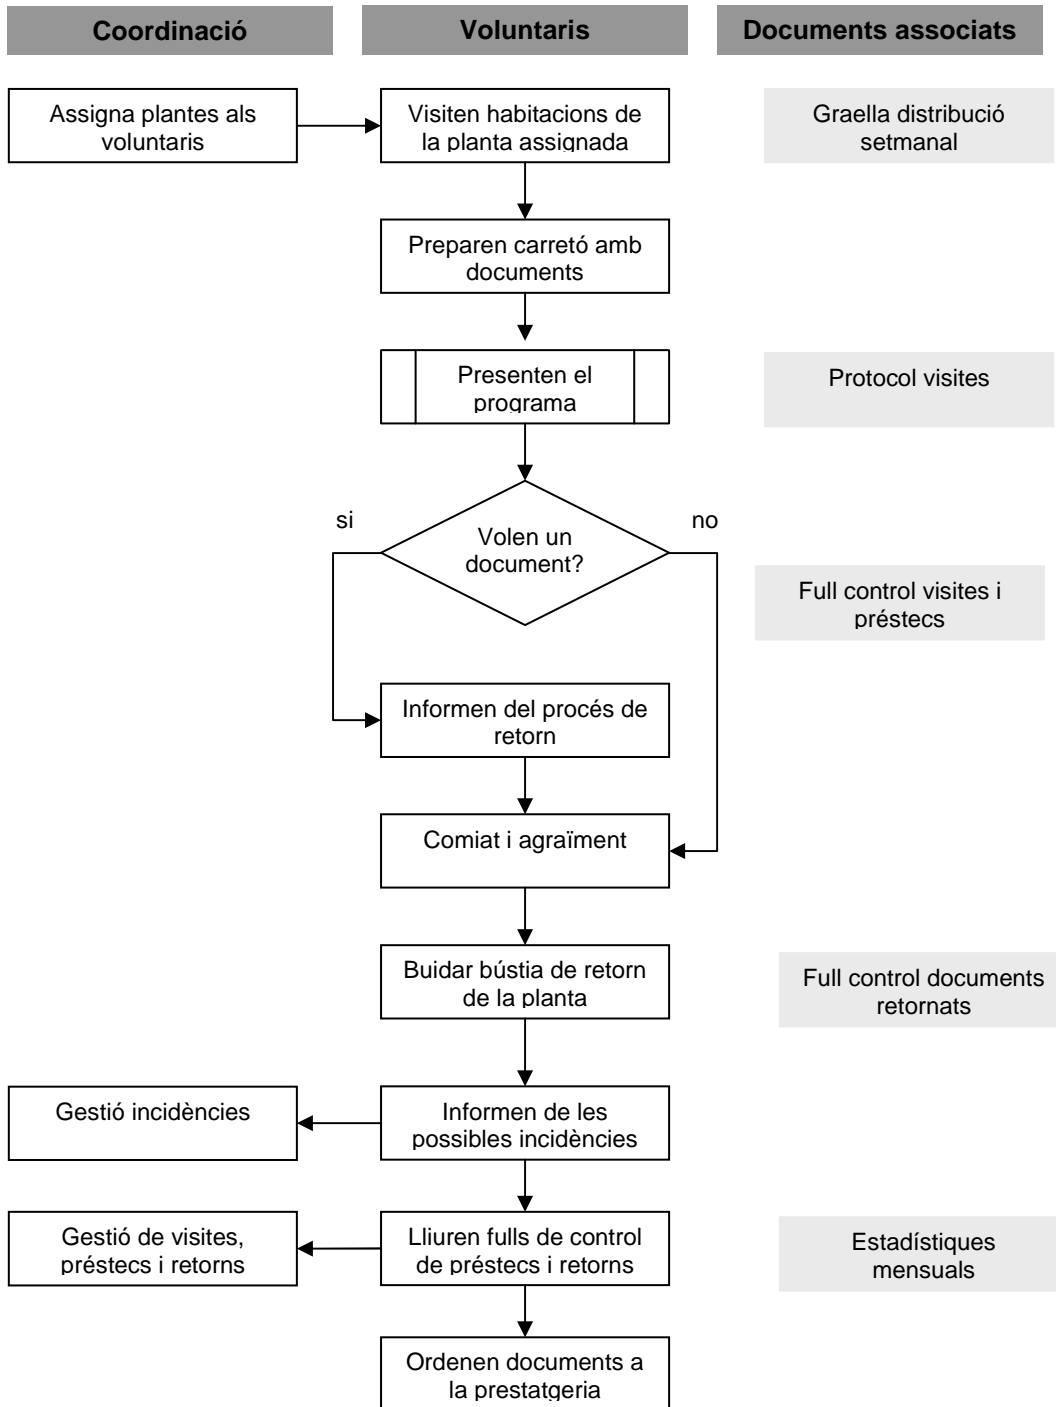 Coordinació
Voluntaris
Documents associats
Assigna plantes als
voluntaris
Visiten habitacions de
la planta assignada
Graella distribució
setmanal
Preparen carretó amb
documents
Presenten el
programa
Protocol visites
si
no
Volen un
document?
Full control visites i
préstecs
Informen del procés de
retorn
Comiat i agraïment
Buidar bústia de retorn
de la planta
Full control documents
retornats
Gestió incidències
Informen de les
possibles incidències
Gestió de visites,
préstecs i retorns
Lliuren fulls de control
de préstecs i retorns
Estadístiques
mensuals
Ordenen documents a
la prestatgeria